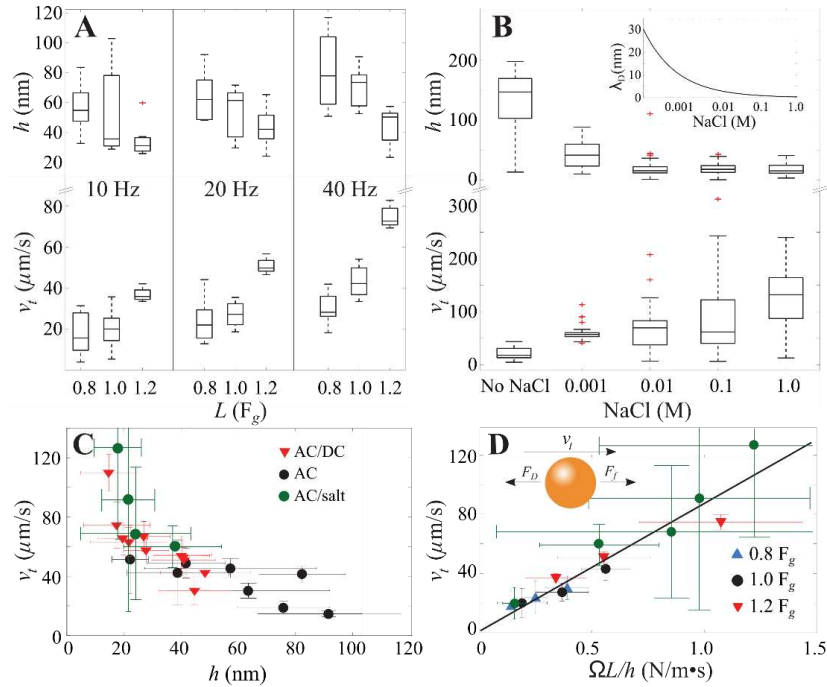 A
120
100
80
60
40
20
h (nm)
10 Hz
20 Hz
40 Hz
80
60
40
20
v_t (μm/s)
0.8 1.0 1.2 0.8 1.0 1.2 0.8 1.0 1.2
L (F_g)
B
200
150
100
50
0
h (nm)
40
30
20
10
0
λ_D(nm)
0.001 0.01 0.1 1.0
NaCl (M)
300
200
100
0
v_t (μm/s)
No NaCl 0.001 0.01 0.1 1.0
NaCl (M)
C
AC/DC
AC
AC/salt
120
80
40
0
v_t (μm/s)
0 20 40 60 80 100
h (nm)
D
v_t
F_D
F_f
0.8 F_g
1.0 F_g
1.2 F_g
120
80
40
0
v_t (μm/s)
0 0.5 1.0 1.5
ΩL/h (N/m•s)